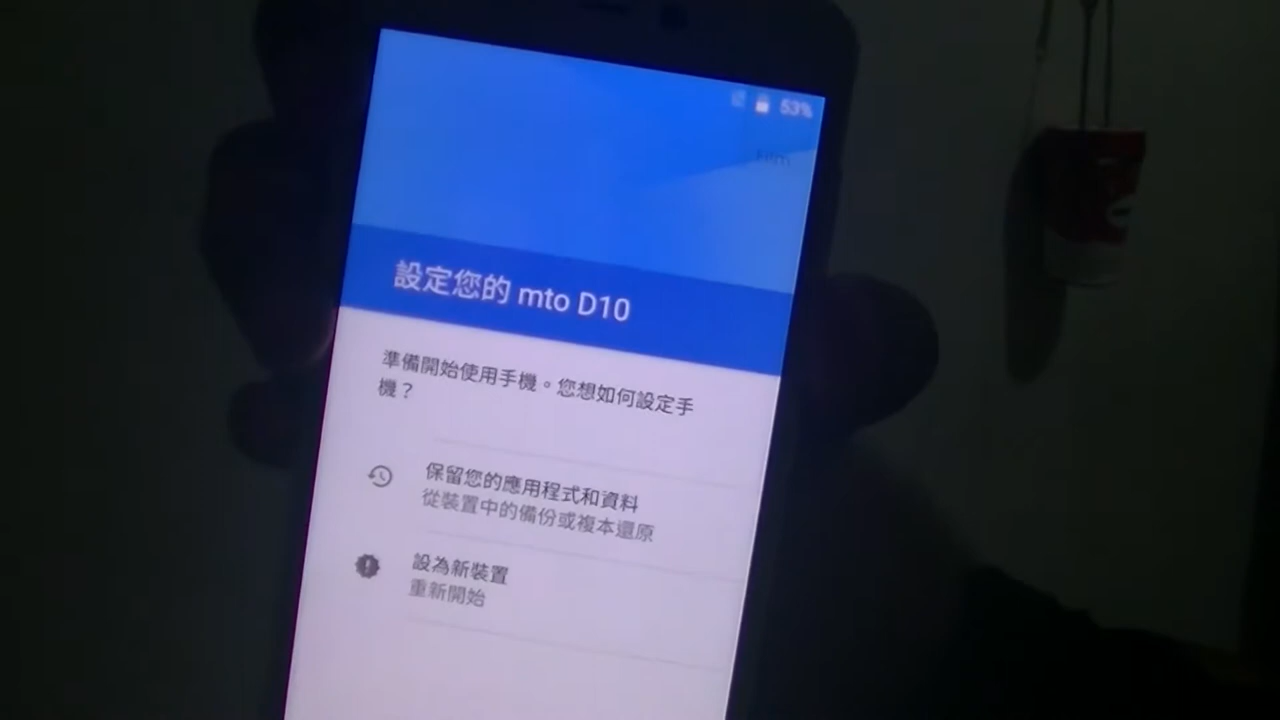 53%
設定您的 mto D10
準備開始使用手機。您想如何設定手
機？
保留您的應用程式和資料
從裝置中的備份或複本還原
設為新裝置
重新開始